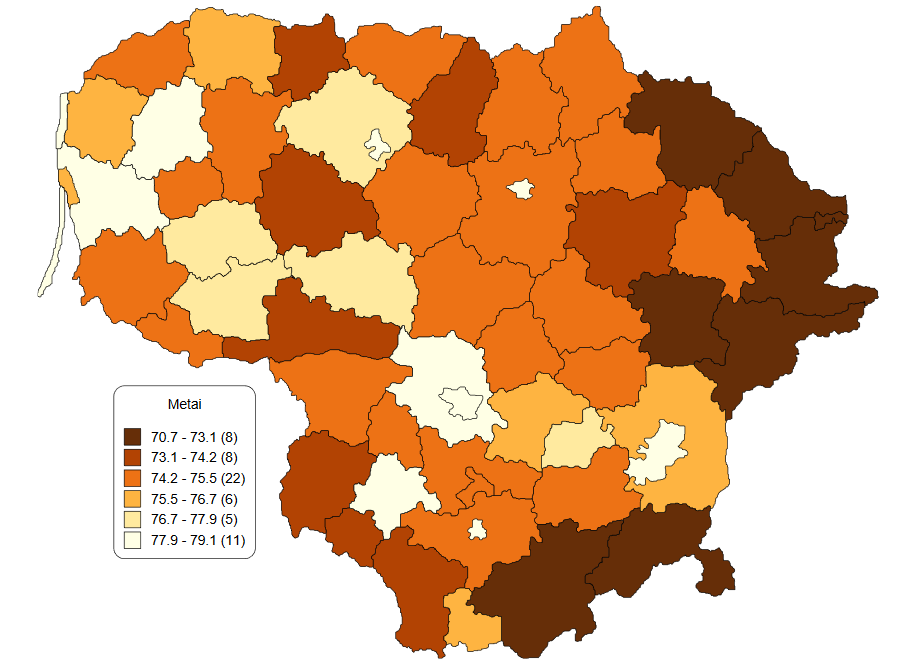 Metai
70.7 - 73.1 (8)
73.1 - 74.2 (8)
74.2 - 75.5 (22)
75.5 - 76.7 (6)
76.7 - 77.9 (5)
77.9 - 79.1 (11)